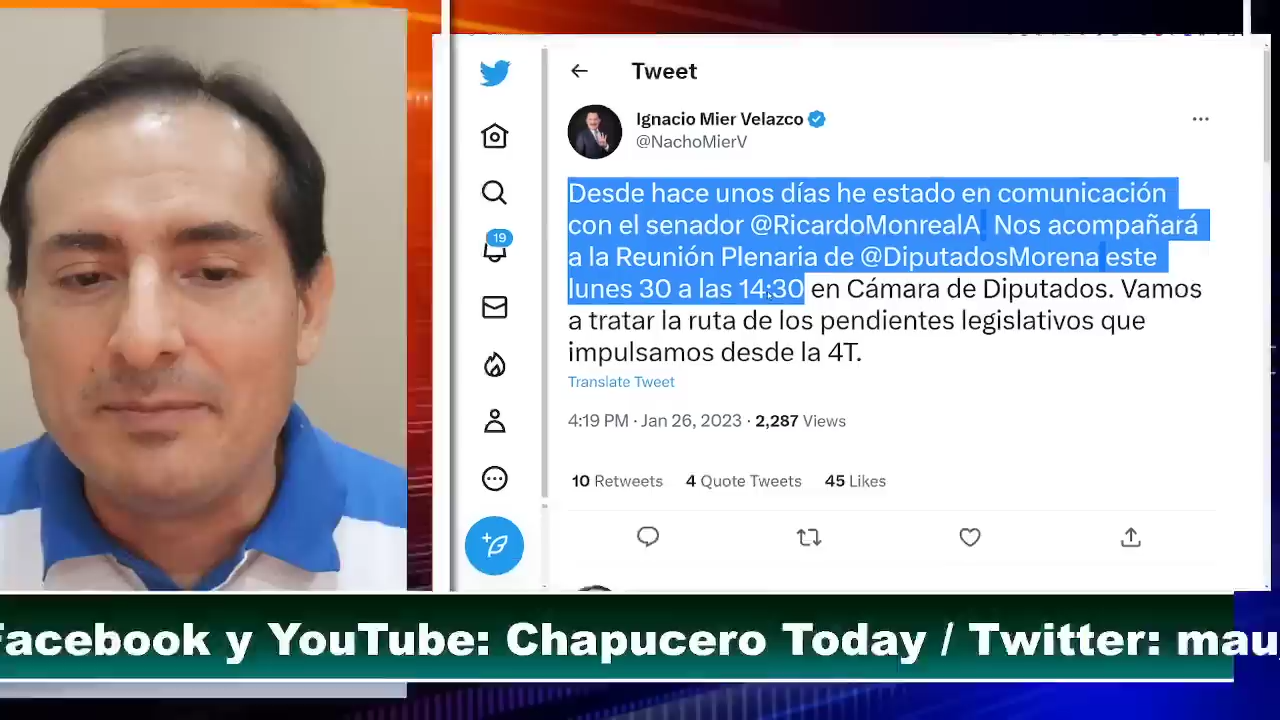 Tweet
Ignacio Mier Velazco
@NachoMierV
Desde hace unos días he estado en comunicación
con el senador @RicardoMonrealA. Nos acompañará
a la Reunión Plenaria de @DiputadosMorena este
lunes 30 a las 14:30 en Cámara de Diputados. Vamos
a tratar la ruta de los pendientes legislativos que
impulsamos desde la 4T.
Translate Tweet
4:19 PM · Jan 26, 2023 · 2,287 Views
10 Retweets 4 Quote Tweets 45 Likes
19
Facebook y YouTube: Chapucero Today / Twitter: mau